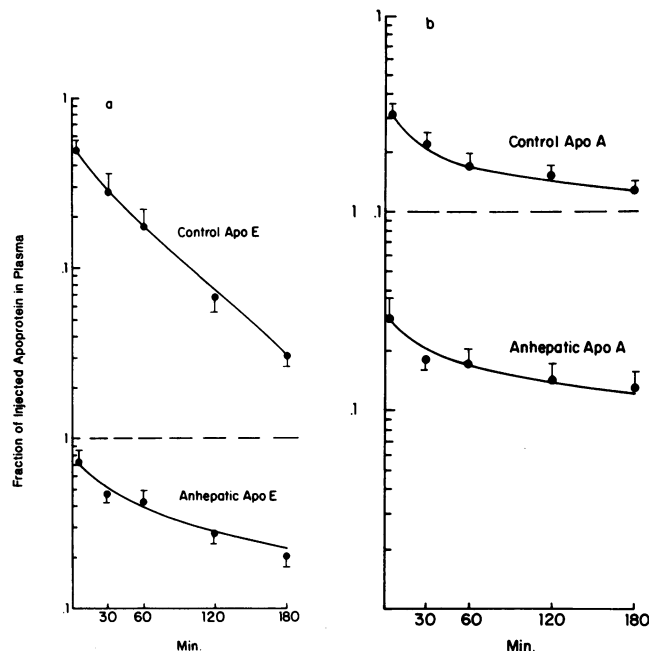 a
1
.1
1
.1
Control Apo E
Anhepatic Apo E
30
60
120
180
Min.
Fraction of Injected Apoprotein in Plasma
b
1
.1
1
.1
Control Apo A
Anhepatic Apo A
30
60
120
180
Min.